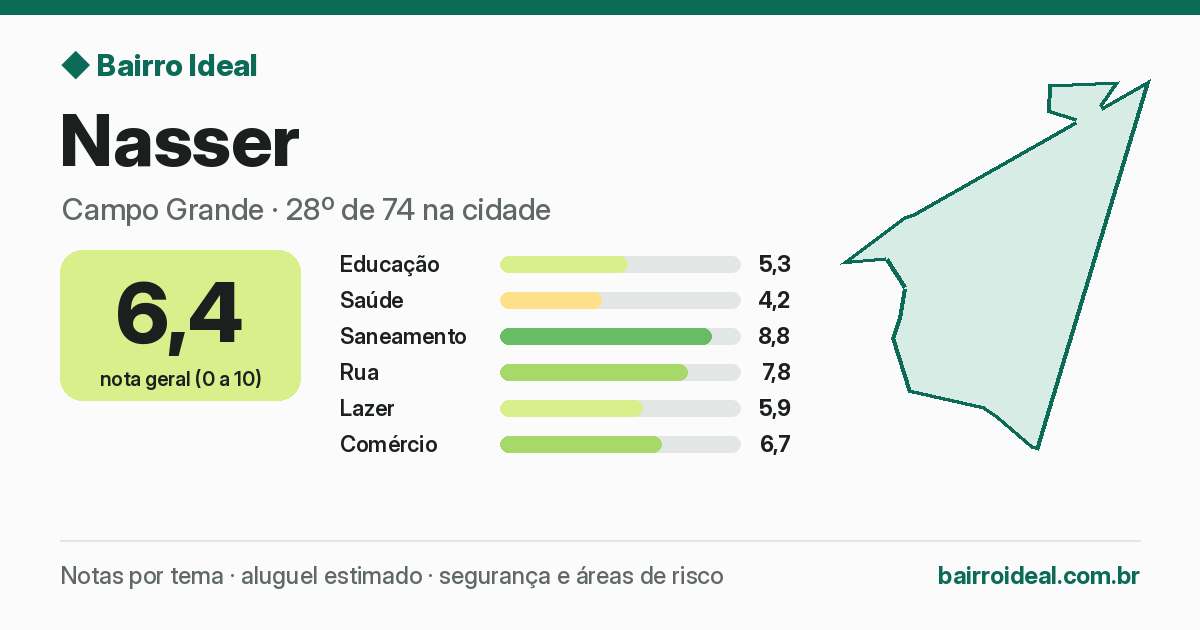 Bairro Ideal
Nasser
Campo Grande · 28º de 74 na cidade
6,4
nota geral (0 a 10)
Educação 5,3
Saúde 4,2
Saneamento 8,8
Rua 7,8
Lazer 5,9
Comércio 6,7
Notas por tema · aluguel estimado · segurança e áreas de risco
bairroideal.com.br